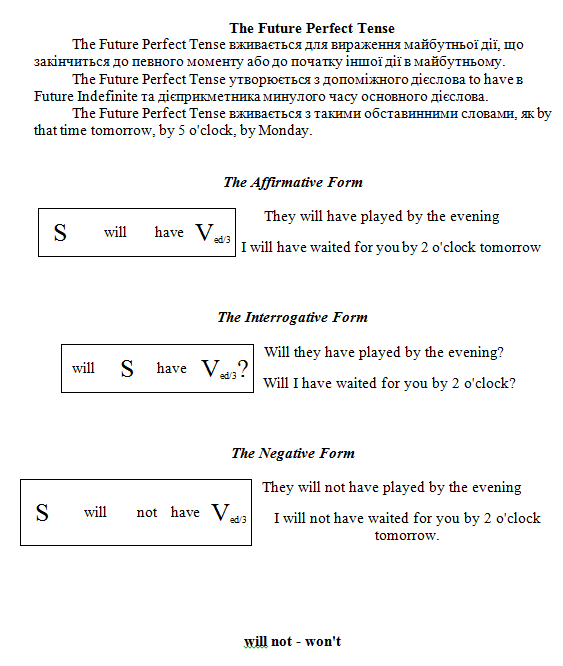 The Future Perfect Tense
The Future Perfect Tense вживається для вираження майбутньої дії, що
закінчиться до певного моменту або до початку іншої дії в майбутньому.
The Future Perfect Tense утворюється з допоміжного дієслова to have в
Future Indefinite та дієприкметника минулого часу основного дієслова.
The Future Perfect Tense вживається з такими обставинними словами, як by
that time tomorrow, by 5 o'clock, by Monday.
The Affirmative Form
S will have V ed/3
They will have played by the evening
I will have waited for you by 2 o'clock tomorrow
The Interrogative Form
will S have V ed/3 ?
Will they have played by the evening?
Will I have waited for you by 2 o'clock?
The Negative Form
S will not have V ed/3
They will not have played by the evening
I will not have waited for you by 2 o'clock
tomorrow.
will not - won't